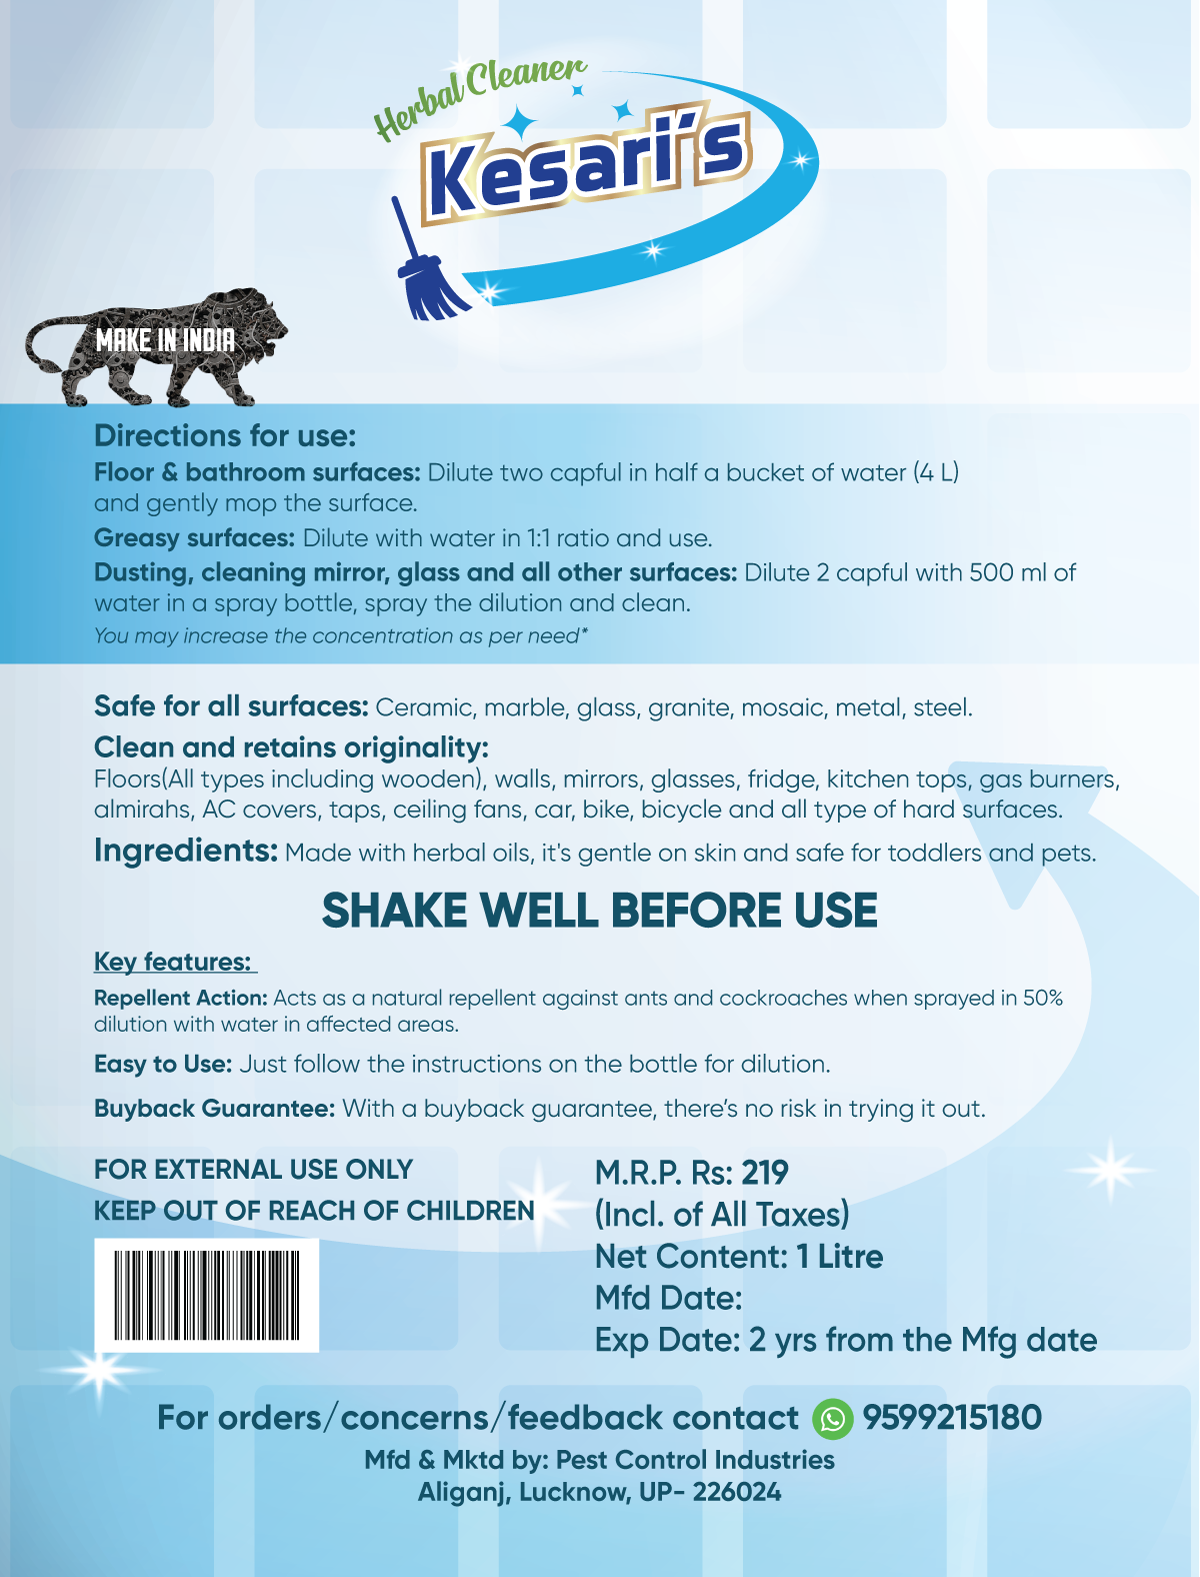 Herbal Cleaner
Kesari's
MAKE IN INDIA
Directions for use:
Floor & bathroom surfaces: Dilute two capful in half a bucket of water (4 L)
and gently mop the surface.
Greasy surfaces: Dilute with water in 1:1 ratio and use.
Dusting, cleaning mirror, glass and all other surfaces: Dilute 2 capful with 500 ml of
water in a spray bottle, spray the dilution and clean.
You may increase the concentration as per need*
Safe for all surfaces: Ceramic, marble, glass, granite, mosaic, metal, steel.
Clean and retains originality:
Floors(All types including wooden), walls, mirrors, glasses, fridge, kitchen tops, gas burners,
almirahs, AC covers, taps, ceiling fans, car, bike, bicycle and all type of hard surfaces.
Ingredients: Made with herbal oils, it's gentle on skin and safe for toddlers and pets.
SHAKE WELL BEFORE USE
Key features:
Repellent Action: Acts as a natural repellent against ants and cockroaches when sprayed in 50%
dilution with water in affected areas.
Easy to Use: Just follow the instructions on the bottle for dilution.
Buyback Guarantee: With a buyback guarantee, there's no risk in trying it out.
FOR EXTERNAL USE ONLY
KEEP OUT OF REACH OF CHILDREN
M.R.P. Rs: 219
(Incl. of All Taxes)
Net Content: 1 Litre
Mfd Date:
Exp Date: 2 yrs from the Mfg date
For orders/concerns/feedback contact 9599215180
Mfd & Mktd by: Pest Control Industries
Aliganj, Lucknow, UP- 226024